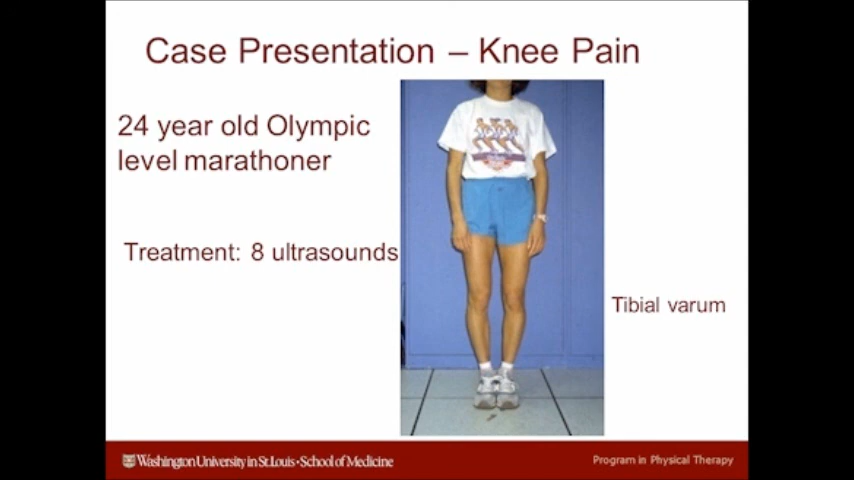 Case Presentation – Knee Pain
24 year old Olympic
level marathoner
Treatment: 8 ultrasounds
Tibial varum
Washington University in St. Louis • School of Medicine
Program in Physical Therapy